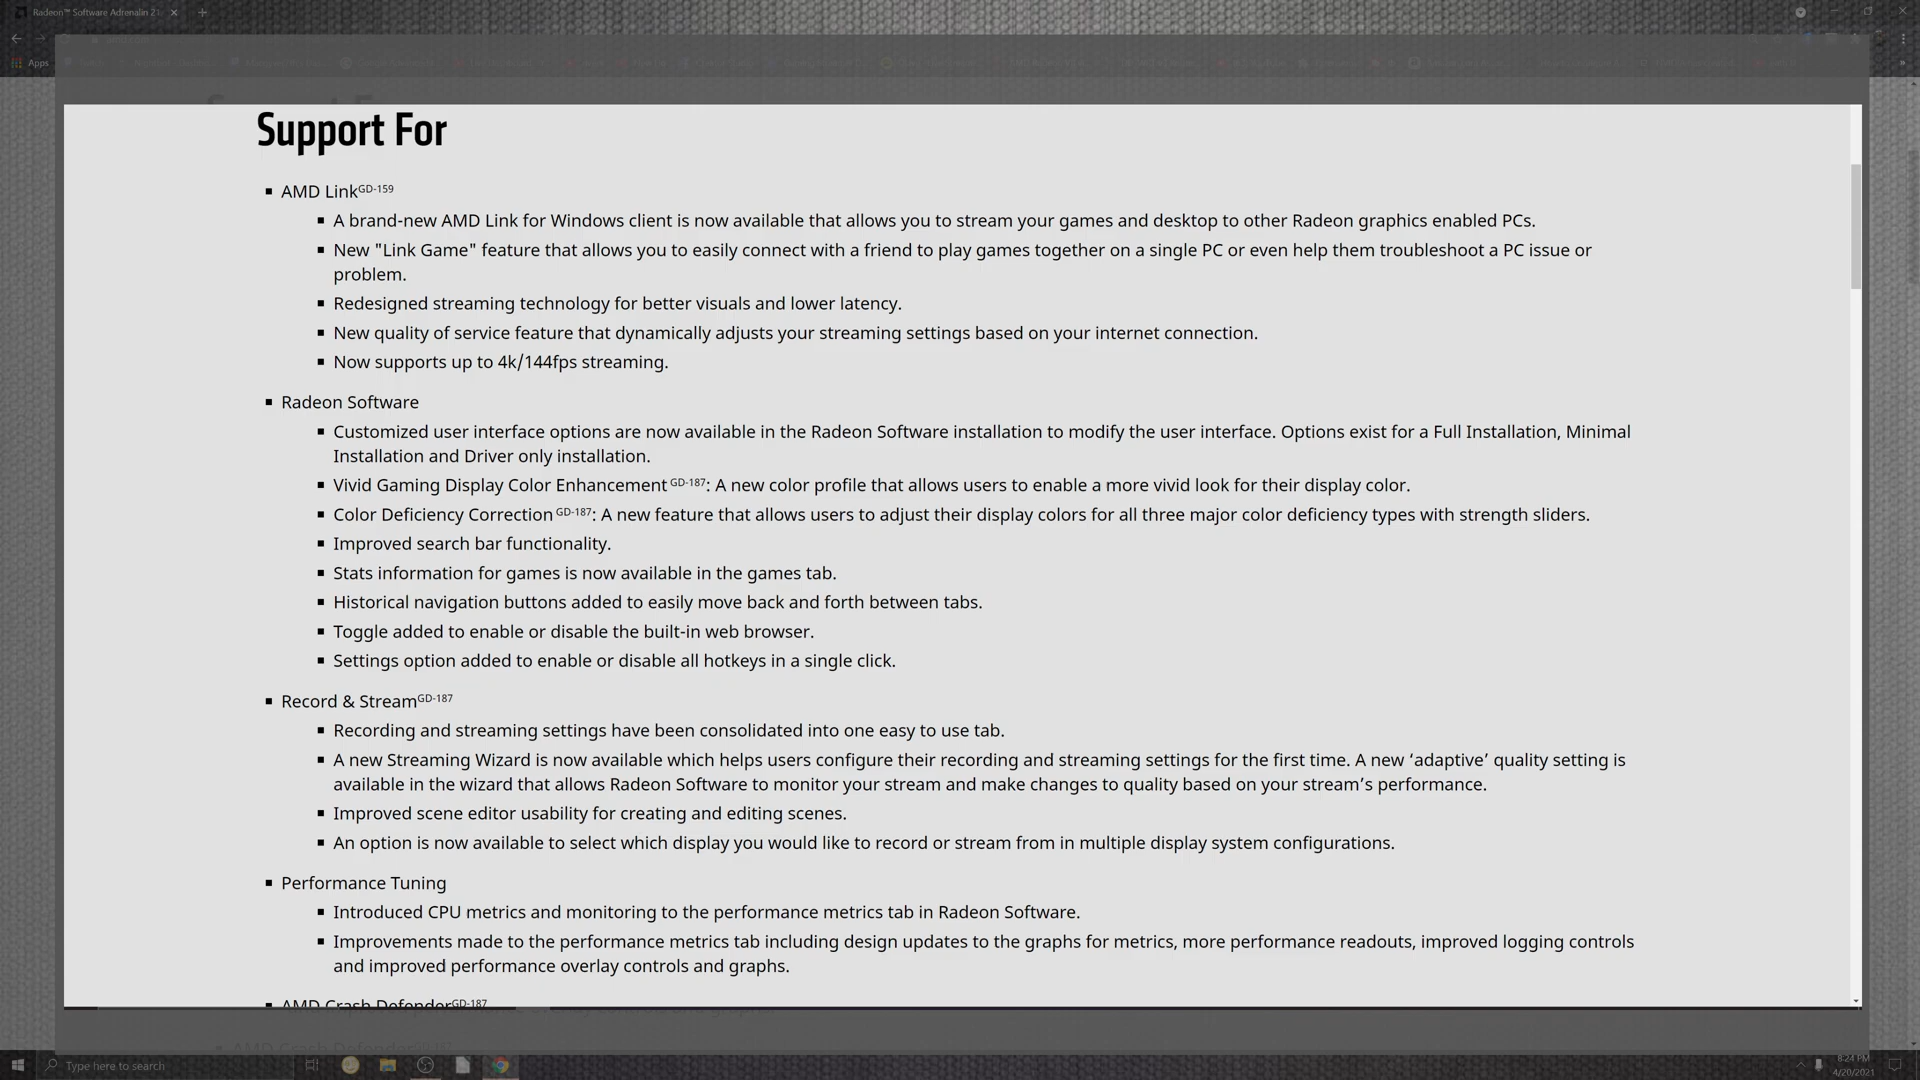 Radeon™ Software Adrenalin 21
Apps
Support For
AMD LinkGD-159
A brand-new AMD Link for Windows client is now available that allows you to stream your games and desktop to other Radeon graphics enabled PCs.
New "Link Game" feature that allows you to easily connect with a friend to play games together on a single PC or even help them troubleshoot a PC issue or
problem.
Redesigned streaming technology for better visuals and lower latency.
New quality of service feature that dynamically adjusts your streaming settings based on your internet connection.
Now supports up to 4k/144fps streaming.
Radeon Software
Customized user interface options are now available in the Radeon Software installation to modify the user interface. Options exist for a Full Installation, Minimal
Installation and Driver only installation.
Vivid Gaming Display Color Enhancement GD-187: A new color profile that allows users to enable a more vivid look for their display color.
Color Deficiency Correction GD-187: A new feature that allows users to adjust their display colors for all three major color deficiency types with strength sliders.
Improved search bar functionality.
Stats information for games is now available in the games tab.
Historical navigation buttons added to easily move back and forth between tabs.
Toggle added to enable or disable the built-in web browser.
Settings option added to enable or disable all hotkeys in a single click.
Record & StreamGD-187
Recording and streaming settings have been consolidated into one easy to use tab.
A new Streaming Wizard is now available which helps users configure their recording and streaming settings for the first time. A new ‘adaptive’ quality setting is
available in the wizard that allows Radeon Software to monitor your stream and make changes to quality based on your stream’s performance.
Improved scene editor usability for creating and editing scenes.
An option is now available to select which display you would like to record or stream from in multiple display system configurations.
Performance Tuning
Introduced CPU metrics and monitoring to the performance metrics tab in Radeon Software.
Improvements made to the performance metrics tab including design updates to the graphs for metrics, more performance readouts, improved logging controls
and improved performance overlay controls and graphs.
AMD Crash DefenderGD-187
AMD Crash Defender
Type here to search
8:24 PM
4/20/2021